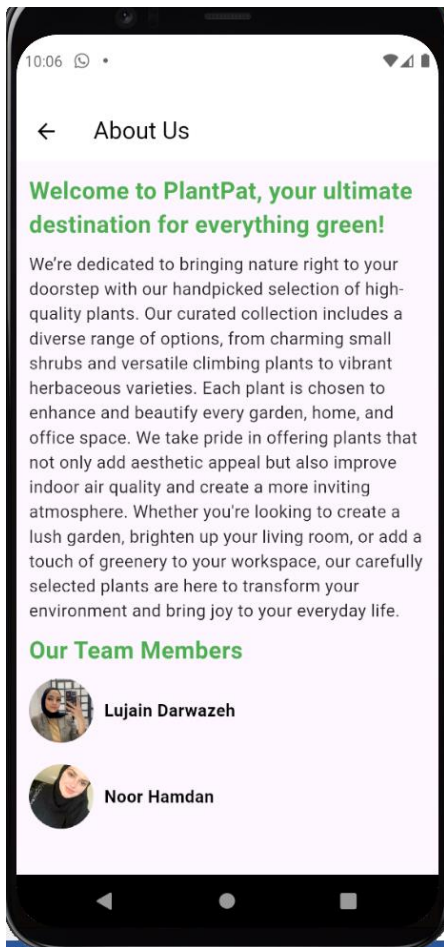 10:06
About Us
Welcome to PlantPat, your ultimate
destination for everything green!
We’re dedicated to bringing nature right to your
doorstep with our handpicked selection of high-
quality plants. Our curated collection includes a
diverse range of options, from charming small
shrubs and versatile climbing plants to vibrant
herbaceous varieties. Each plant is chosen to
enhance and beautify every garden, home, and
office space. We take pride in offering plants that
not only add aesthetic appeal but also improve
indoor air quality and create a more inviting
atmosphere. Whether you're looking to create a
lush garden, brighten up your living room, or add a
touch of greenery to your workspace, our carefully
selected plants are here to transform your
environment and bring joy to your everyday life.
Our Team Members
Lujain Darwazeh
Noor Hamdan